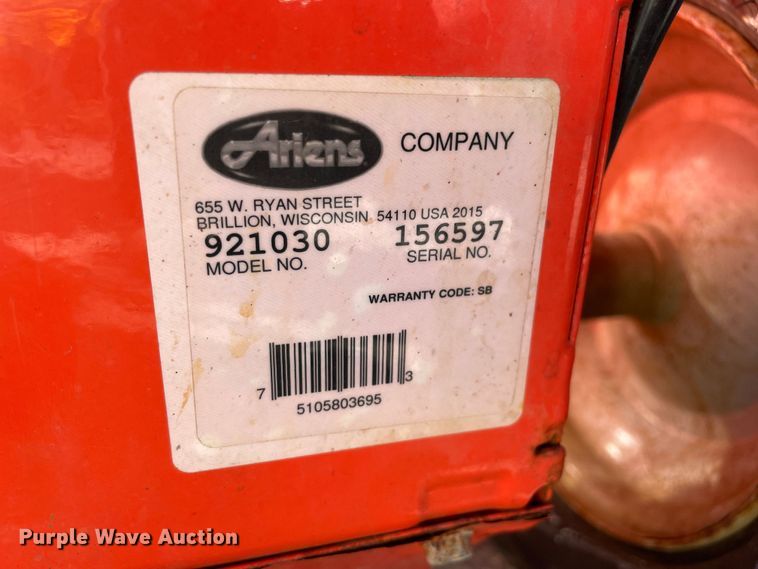 Ariens COMPANY
655 W. RYAN STREET
BRILLION, WISCONSIN 54110 USA 2015
921030 156597
MODEL NO. SERIAL NO.
WARRANTY CODE: SB
7 5105803695 3
Purple Wave Auction